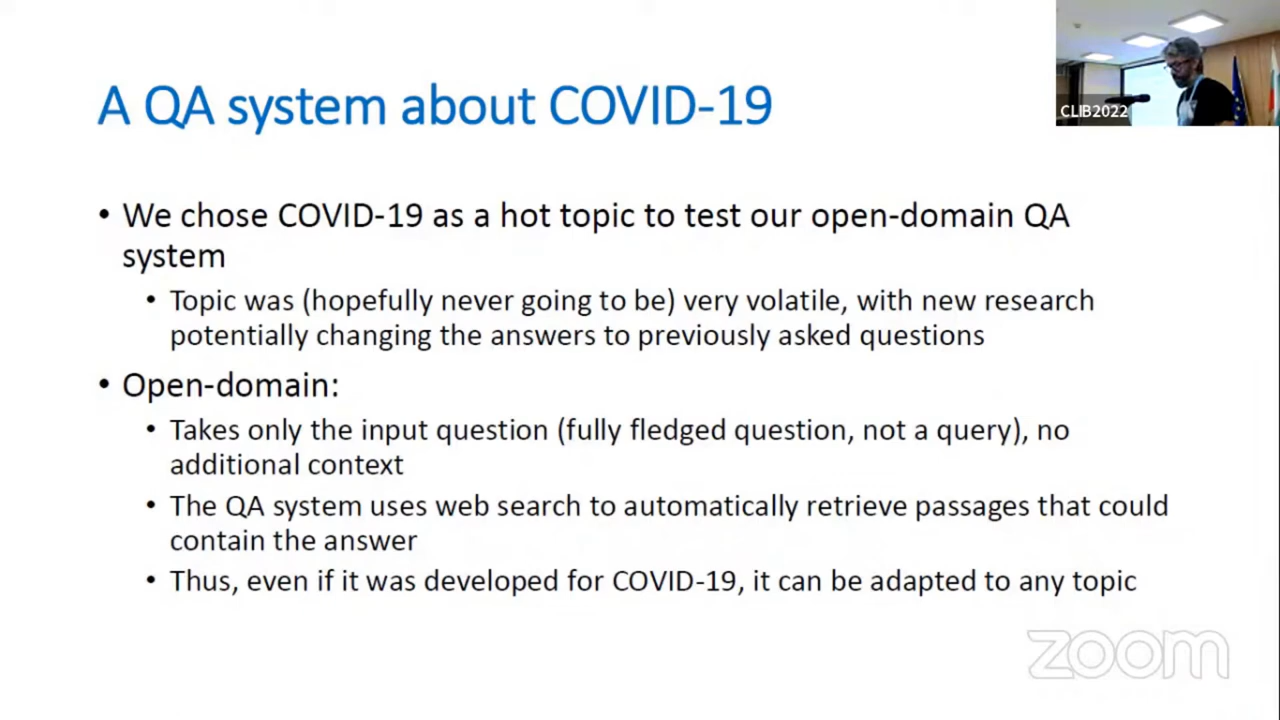 A QA system about COVID-19
CLIB2022
• We chose COVID-19 as a hot topic to test our open-domain QA
system
• Topic was (hopefully never going to be) very volatile, with new research
potentially changing the answers to previously asked questions
• Open-domain:
• Takes only the input question (fully fledged question, not a query), no
additional context
• The QA system uses web search to automatically retrieve passages that could
contain the answer
• Thus, even if it was developed for COVID-19, it can be adapted to any topic
zoom